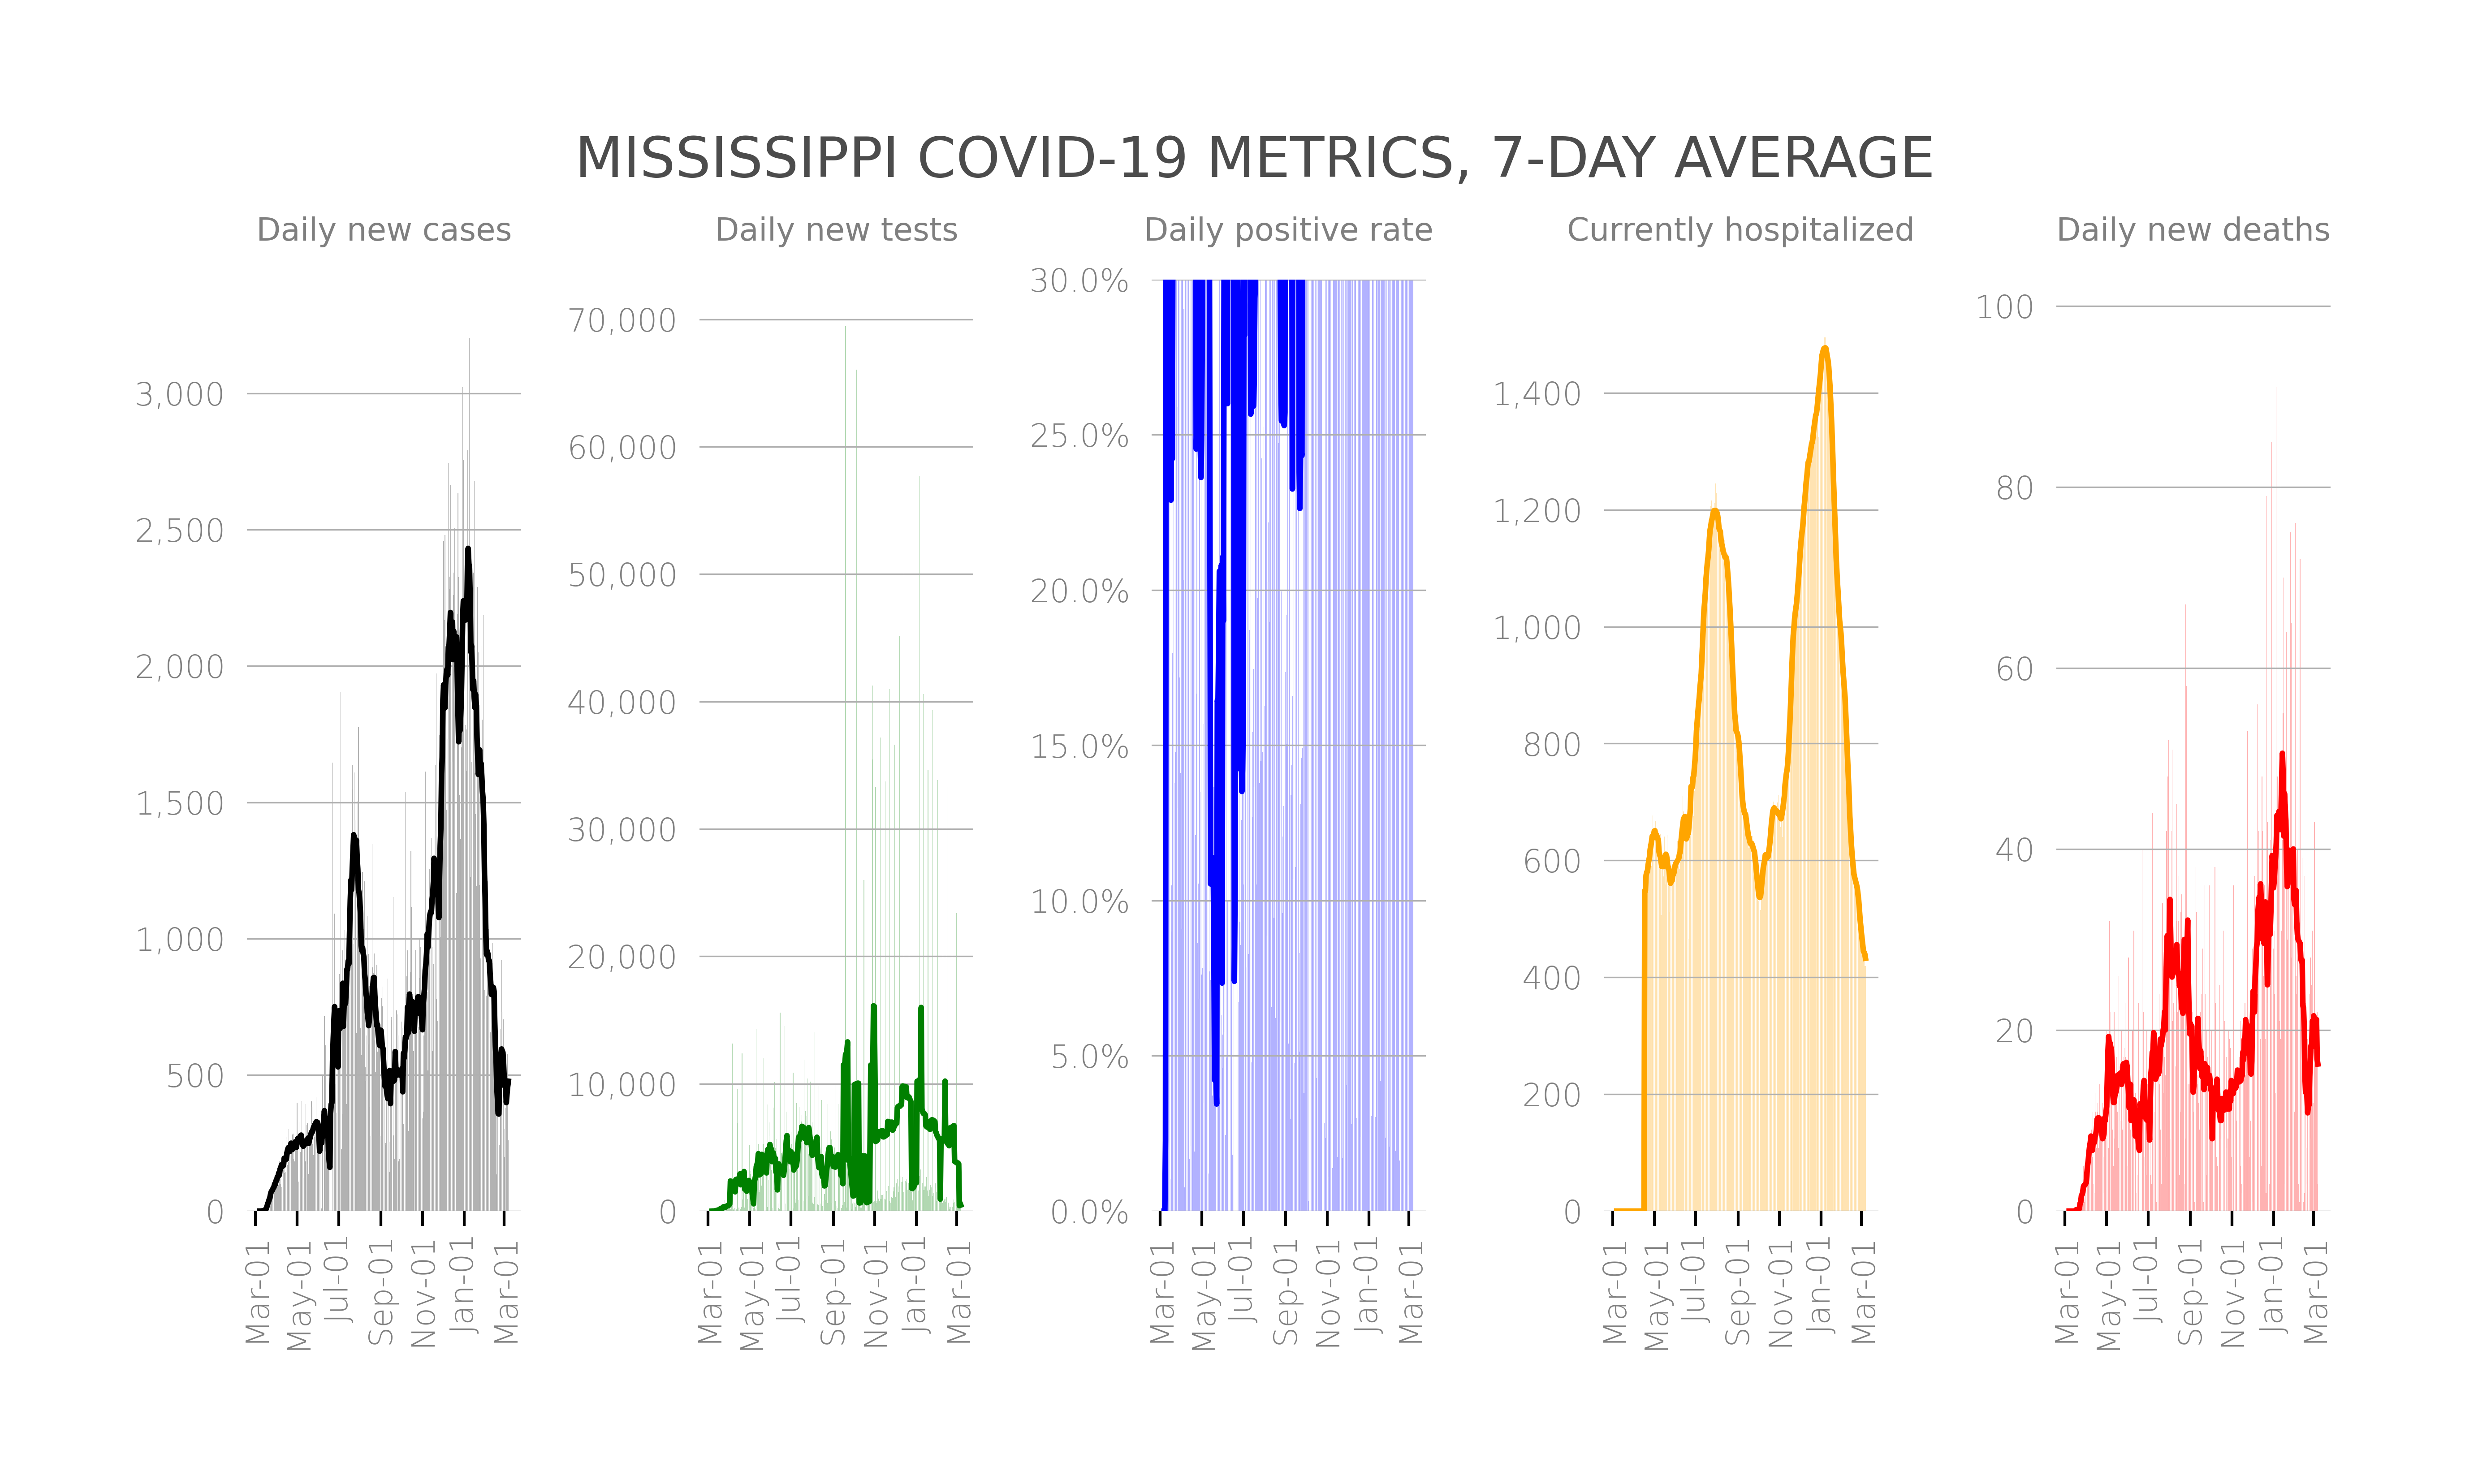 MISSISSIPPI COVID-19 METRICS, 7-DAY AVERAGE
Daily new cases
3,000
2,500
2,000
1,500
1,000
500
0
Mar-01
May-01
Jul-01
Sep-01
Nov-01
Jan-01
Mar-01
Daily new tests
70,000
60,000
50,000
40,000
30,000
20,000
10,000
0
Mar-01
May-01
Jul-01
Sep-01
Nov-01
Jan-01
Mar-01
Daily positive rate
30.0%
25.0%
20.0%
15.0%
10.0%
5.0%
0.0%
Mar-01
May-01
Jul-01
Sep-01
Nov-01
Jan-01
Mar-01
Currently hospitalized
1,400
1,200
1,000
800
600
400
200
0
Mar-01
May-01
Jul-01
Sep-01
Nov-01
Jan-01
Mar-01
Daily new deaths
100
80
60
40
20
0
Mar-01
May-01
Jul-01
Sep-01
Nov-01
Jan-01
Mar-01